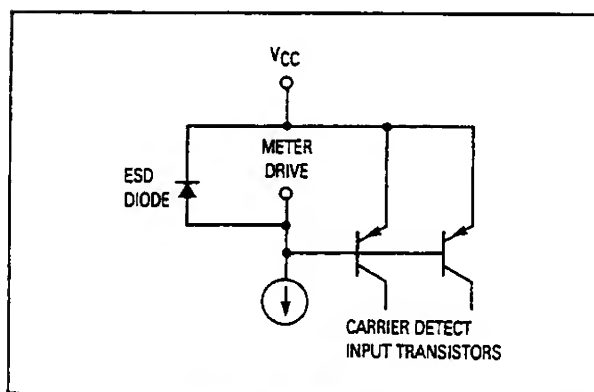 VCC
METER
DRIVE
ESD
DIODE
CARRIER DETECT
INPUT TRANSISTORS